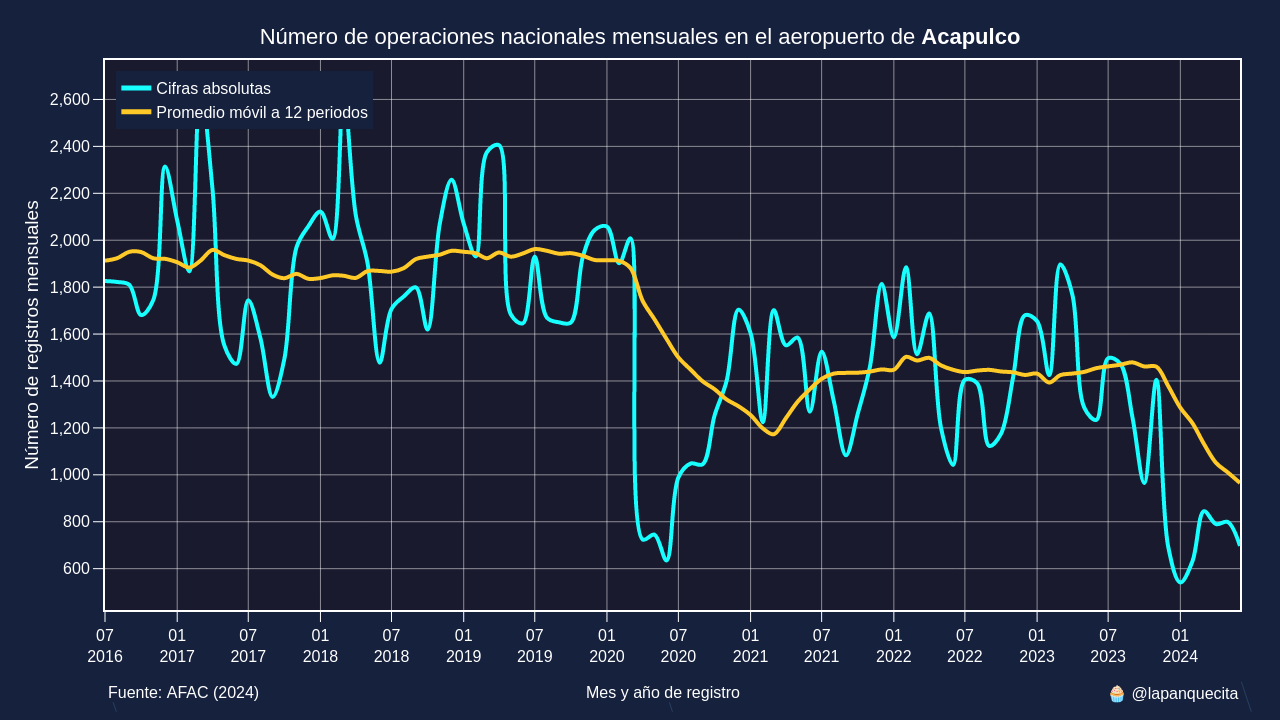 Número de operaciones nacionales mensuales en el aeropuerto de Acapulco
Cifras absolutas
Promedio móvil a 12 periodos
Número de registros mensuales
2,600
2,400
2,200
2,000
1,800
1,600
1,400
1,200
1,000
800
600
07 01 07 01 07 01 07 01 07 01 07 01 07 01 07 01
2016 2017 2017 2018 2018 2019 2019 2020 2020 2021 2021 2022 2022 2023 2023 2024
Fuente: AFAC (2024) Mes y año de registro 🧁 @lapanquecita